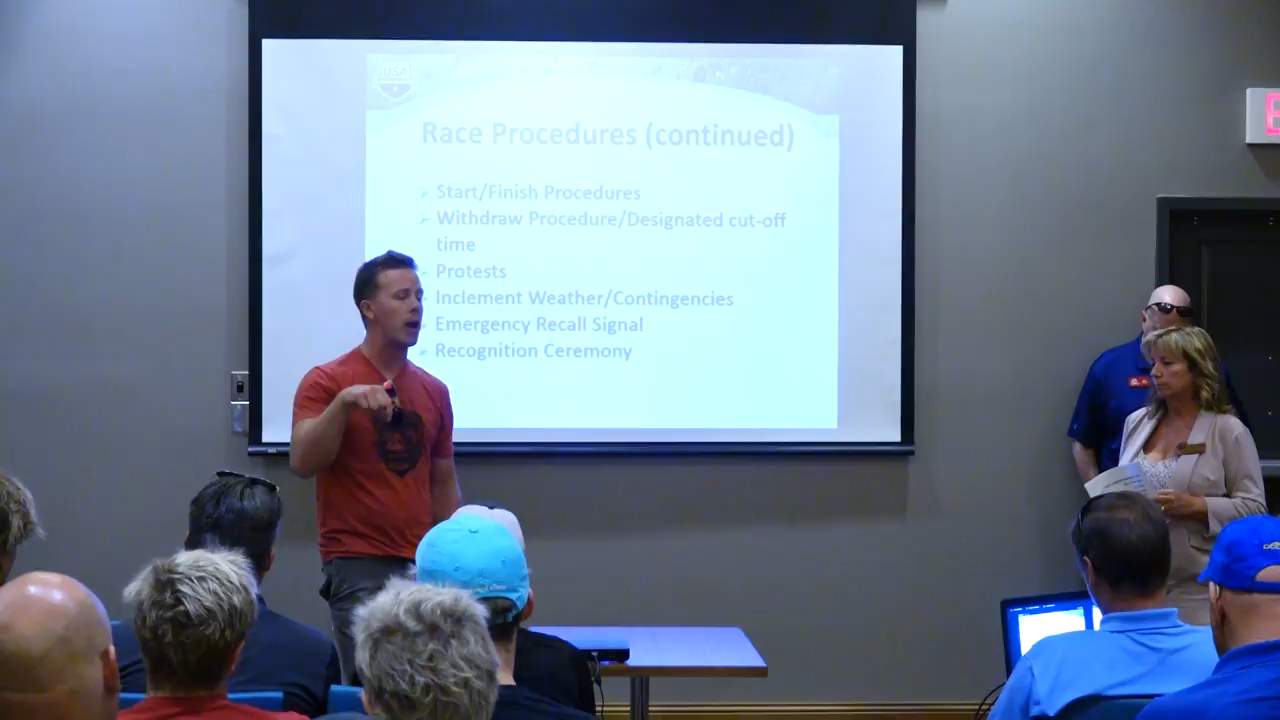 USA
Race Procedures (continued)
Start/Finish Procedures
Withdraw Procedure/Designated cut-off
time
Protests
Inclement Weather/Contingencies
Emergency Recall Signal
Recognition Ceremony
E